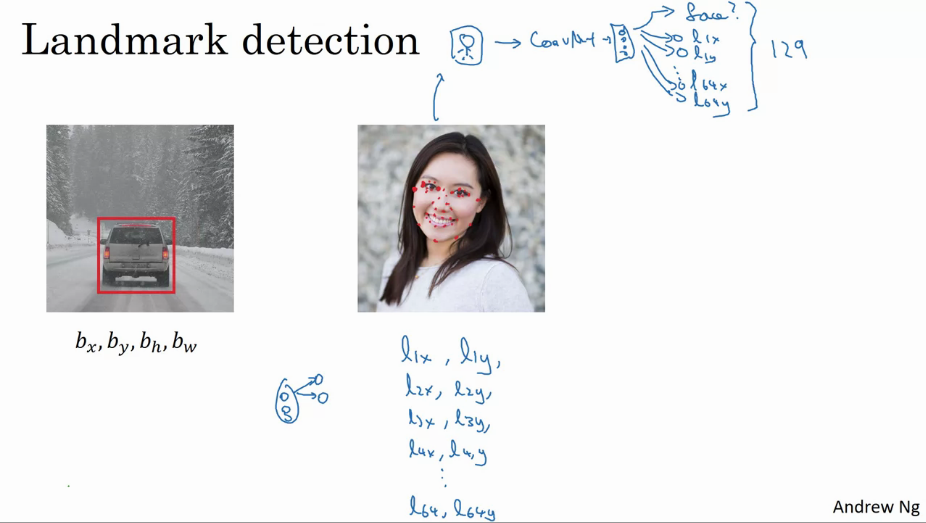 Landmark detection
→ ConvNet →
face?
l1x
l1y
⋮
l64x
l64y
129
bx, by, bh, bw
l1x , l1y,
l2x, l2y,
l3x , l3y,
l4x, l4,y
⋮
l64, l64y
Andrew Ng